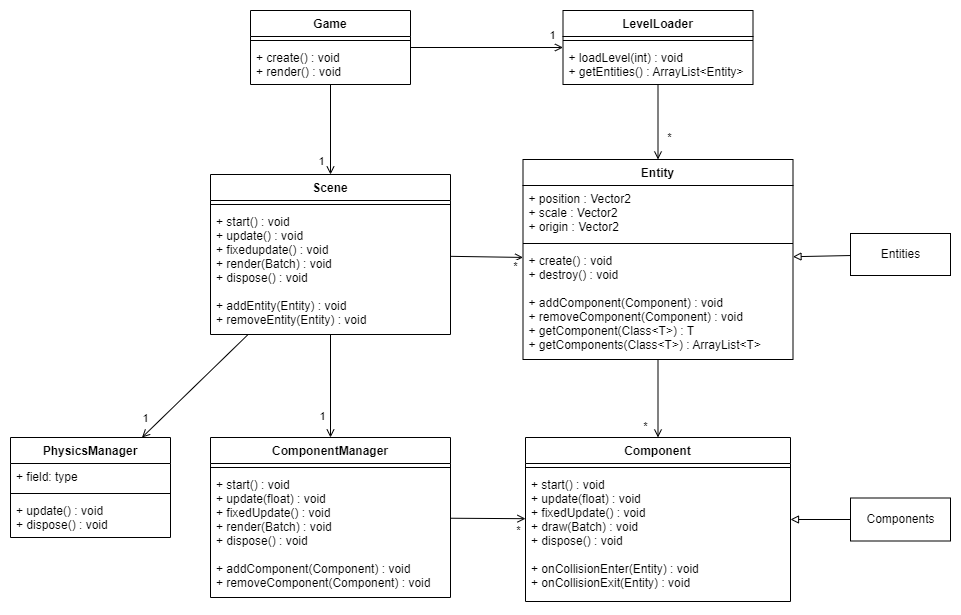 Game
+ create() : void
+ render() : void
1
LevelLoader
+ loadLevel(int) : void
+ getEntities() : ArrayList<Entity>
1
*
Scene
+ start() : void
+ update() : void
+ fixedupdate() : void
+ render(Batch) : void
+ dispose() : void
+ addEntity(Entity) : void
+ removeEntity(Entity) : void
*
Entity
+ position : Vector2
+ scale : Vector2
+ origin : Vector2
+ create() : void
+ destroy() : void
+ addComponent(Component) : void
+ removeComponent(Component) : void
+ getComponent(Class<T>) : T
+ getComponents(Class<T>) : ArrayList<T>
Entities
1
1
*
PhysicsManager
+ field: type
+ update() : void
+ dispose() : void
ComponentManager
+ start() : void
+ update(float) : void
+ fixedUpdate() : void
+ render(Batch) : void
+ dispose() : void
+ addComponent(Component) : void
+ removeComponent(Component) : void
*
Component
+ start() : void
+ update(float) : void
+ fixedUpdate() : void
+ draw(Batch) : void
+ dispose() : void
+ onCollisionEnter(Entity) : void
+ onCollisionExit(Entity) : void
Components